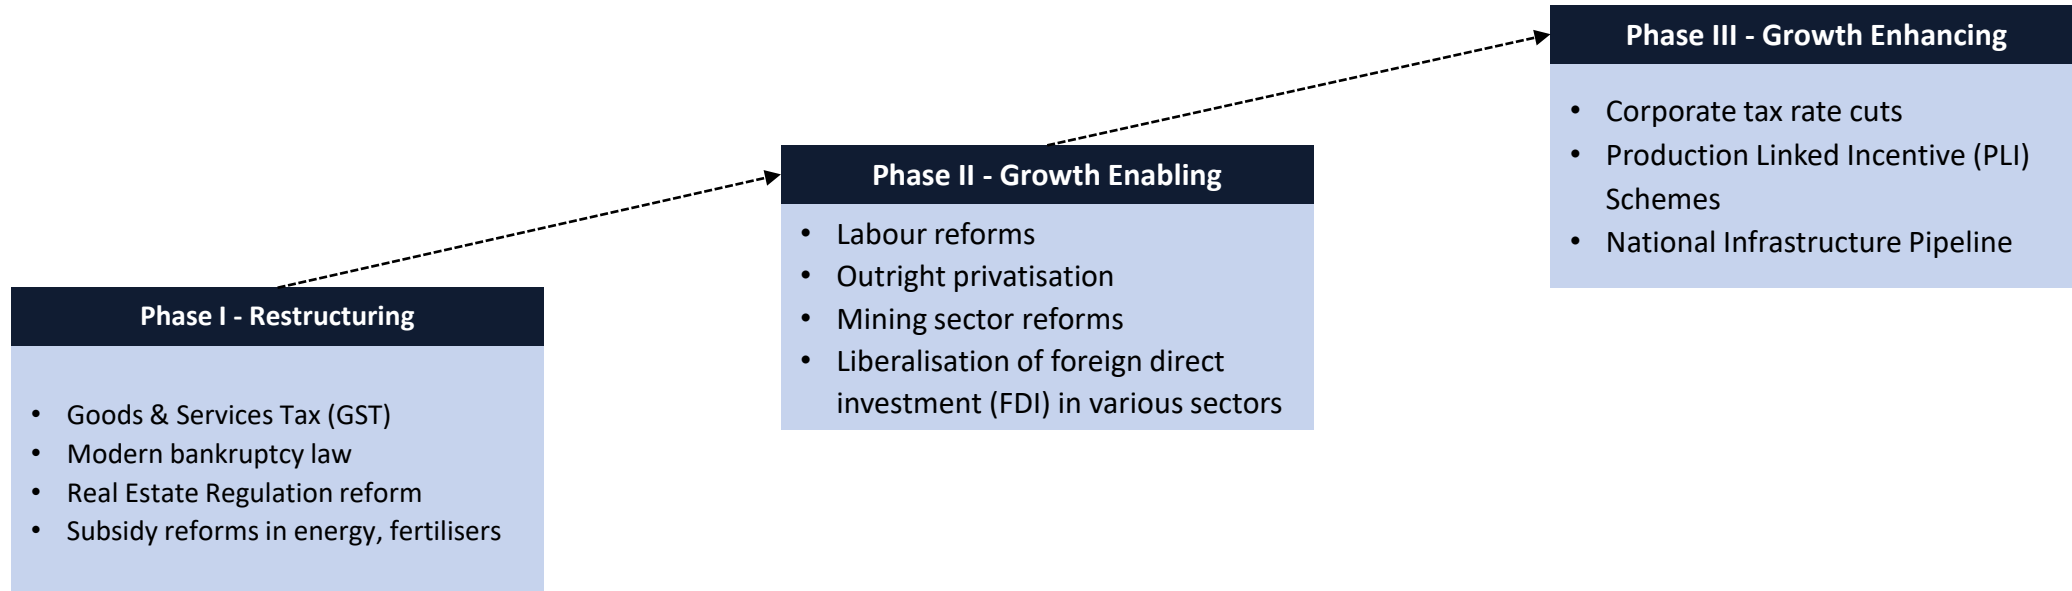 Phase I - Restructuring
• Goods & Services Tax (GST)
• Modern bankruptcy law
• Real Estate Regulation reform
• Subsidy reforms in energy, fertilisers
Phase II - Growth Enabling
• Labour reforms
• Outright privatisation
• Mining sector reforms
• Liberalisation of foreign direct
investment (FDI) in various sectors
Phase III - Growth Enhancing
• Corporate tax rate cuts
• Production Linked Incentive (PLI)
Schemes
• National Infrastructure Pipeline